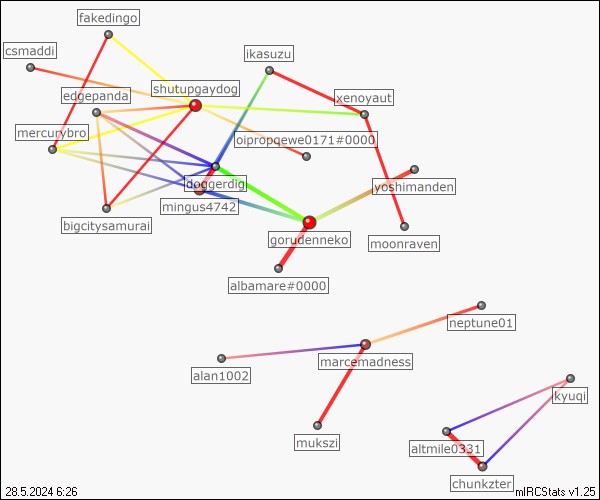 fakedingo
csmaddi
ikasuzu
shutupgaydog
edgepanda
xenoyaut
mercurybro
oipropqewe0171#0000
yoshimanden
doggerdig
mingus4742
bigcitysamurai
gorudenneko
moonraven
albamare#0000
neptune01
marcemadness
alan1002
kyuqi
mukszi
altmile0331
chunkzter
28.5.2024 6:26
mIRCStats v1.25